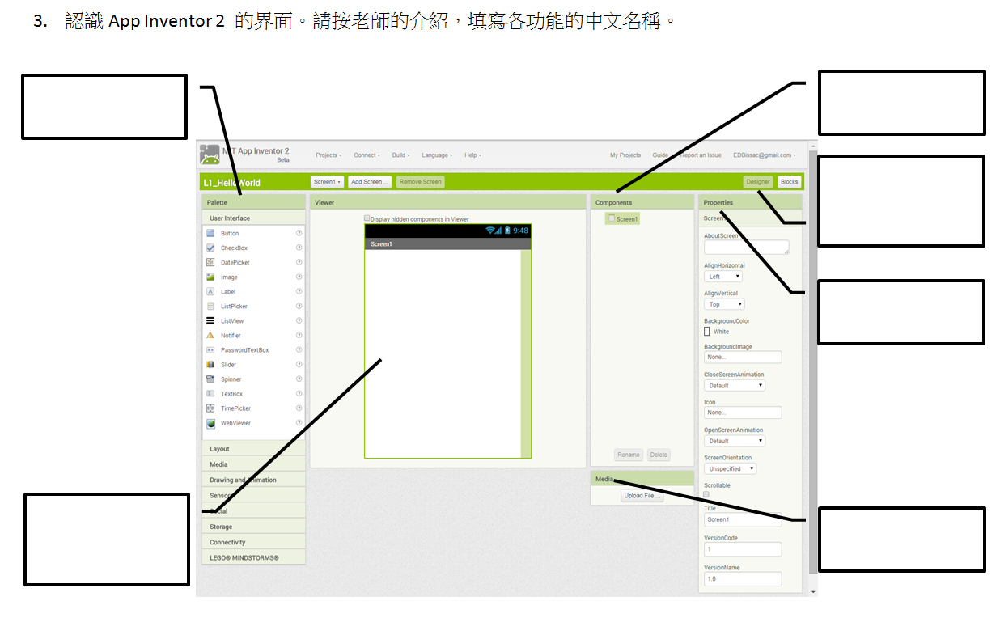 3. 認識 App Inventor 2 的界面。請按老師的介紹，填寫各功能的中文名稱。
MIT App Inventor 2
Beta
Projects Connect Build Language Help My Projects Guide Report an Issue EDBissac@gmail.com
L1_HelloWorld Screen1 Add Screen ... Remove Screen Designer Blocks
Palette
User Interface
Button
CheckBox
DatePicker
Image
Label
ListPicker
ListView
Notifier
PasswordTextBox
Slider
Spinner
TextBox
TimePicker
WebViewer
Layout
Media
Drawing and Animation
Sensors
Social
Storage
Connectivity
LEGO® MINDSTORMS®
Viewer
Display hidden components in Viewer
9:48
Screen1
Components
Screen1
Rename Delete
Media
Upload File ...
Properties
Screen1
AboutScreen
AlignHorizontal
Left
AlignVertical
Top
BackgroundColor
White
BackgroundImage
None...
CloseScreenAnimation
Default
Icon
None...
OpenScreenAnimation
Default
ScreenOrientation
Unspecified
Scrollable
Title
Screen1
VersionCode
1
VersionName
1.0